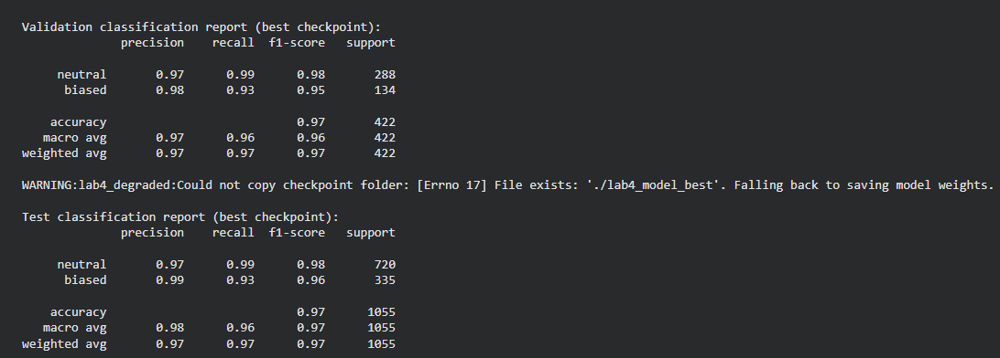 Validation classification report (best checkpoint):
              precision    recall  f1-score   support

     neutral       0.97      0.99      0.98       288
      biased       0.98      0.93      0.95       134

    accuracy                           0.97       422
   macro avg       0.97      0.96      0.96       422
weighted avg       0.97      0.97      0.97       422

WARNING:lab4_degraded:Could not copy checkpoint folder: [Errno 17] File exists: './lab4_model_best'. Falling back to saving model weights.

Test classification report (best checkpoint):
              precision    recall  f1-score   support

     neutral       0.97      0.99      0.98       720
      biased       0.99      0.93      0.96       335

    accuracy                           0.97      1055
   macro avg       0.98      0.96      0.97      1055
weighted avg       0.97      0.97      0.97      1055